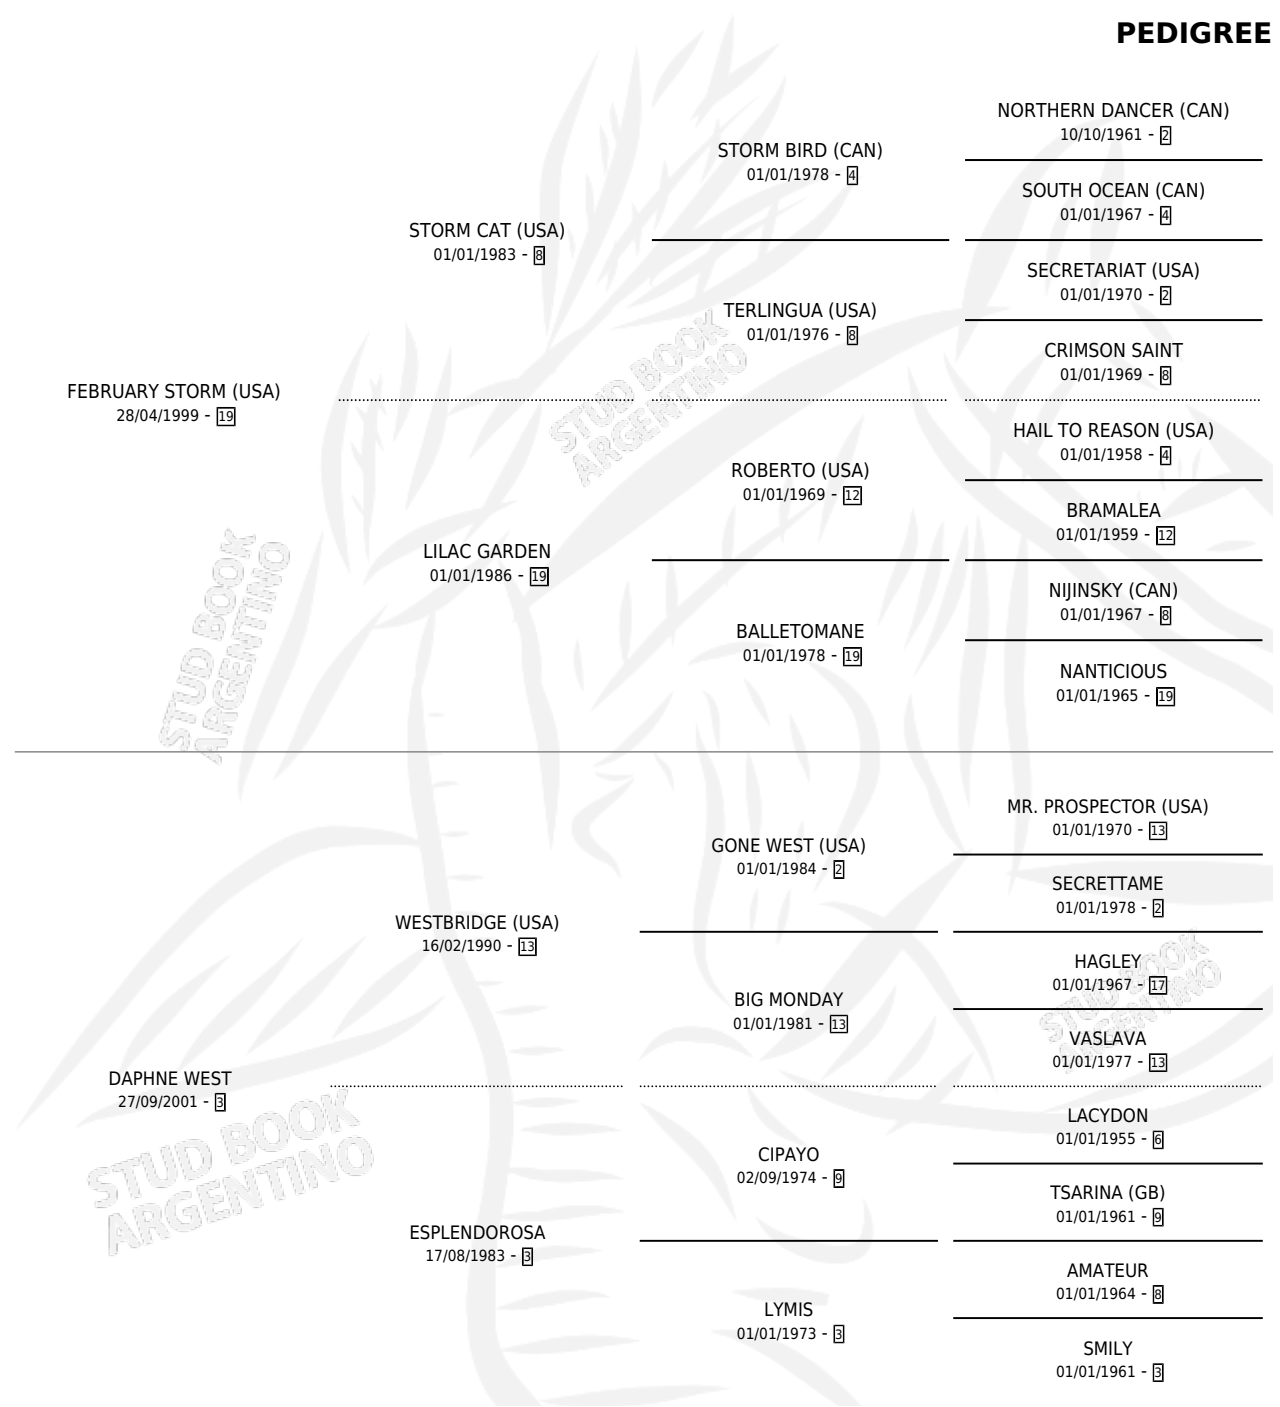 PEDIGREE
NORTHERN DANCER (CAN)
10/10/1961 - 2
STORM BIRD (CAN)
01/01/1978 - 4
SOUTH OCEAN (CAN)
01/01/1967 - 4
STORM CAT (USA)
01/01/1983 - 8
SECRETARIAT (USA)
01/01/1970 - 2
TERLINGUA (USA)
01/01/1976 - 8
CRIMSON SAINT
01/01/1969 - 8
FEBRUARY STORM (USA)
28/04/1999 - 19
HAIL TO REASON (USA)
01/01/1958 - 4
ROBERTO (USA)
01/01/1969 - 12
BRAMALEA
01/01/1959 - 12
LILAC GARDEN
01/01/1986 - 19
NIJINSKY (CAN)
01/01/1967 - 8
BALLETOMANE
01/01/1978 - 19
NANTICIOUS
01/01/1965 - 19
MR. PROSPECTOR (USA)
01/01/1970 - 13
GONE WEST (USA)
01/01/1984 - 2
SECRETTAME
01/01/1978 - 2
WESTBRIDGE (USA)
16/02/1990 - 13
HAGLEY
01/01/1967 - 17
BIG MONDAY
01/01/1981 - 13
VASLAVA
01/01/1977 - 13
DAPHNE WEST
27/09/2001 - 3
LACYDON
01/01/1955 - 6
CIPAYO
02/09/1974 - 9
TSARINA (GB)
01/01/1961 - 9
ESPLENDOROSA
17/08/1983 - 3
AMATEUR
01/01/1964 - 8
LYMIS
01/01/1973 - 3
SMILY
01/01/1961 - 3
STUD BOOK
ARGENTINO
STUD BOOK
ARGENTINO
STUD BOOK
ARGENTINO
STUD BOOK
ARGENTINO